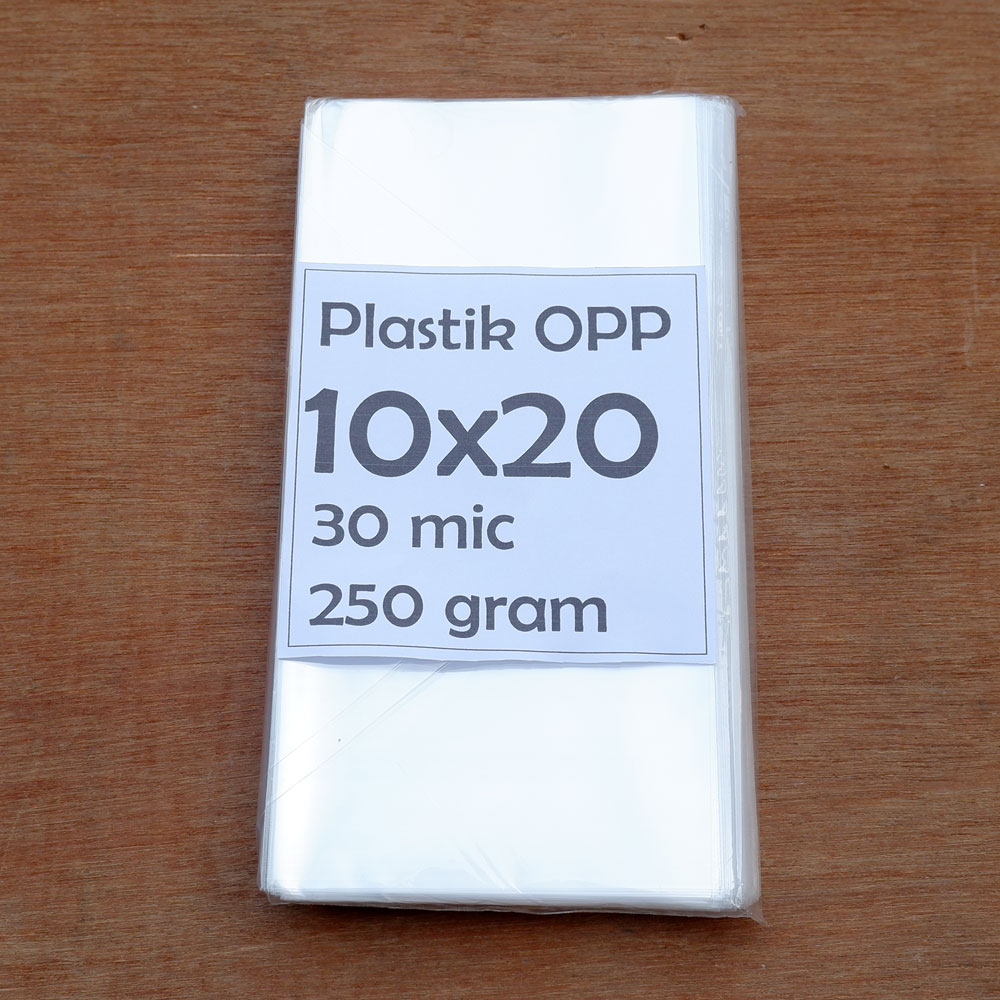 Plastik OPP
10x20
30 mic
250 gram